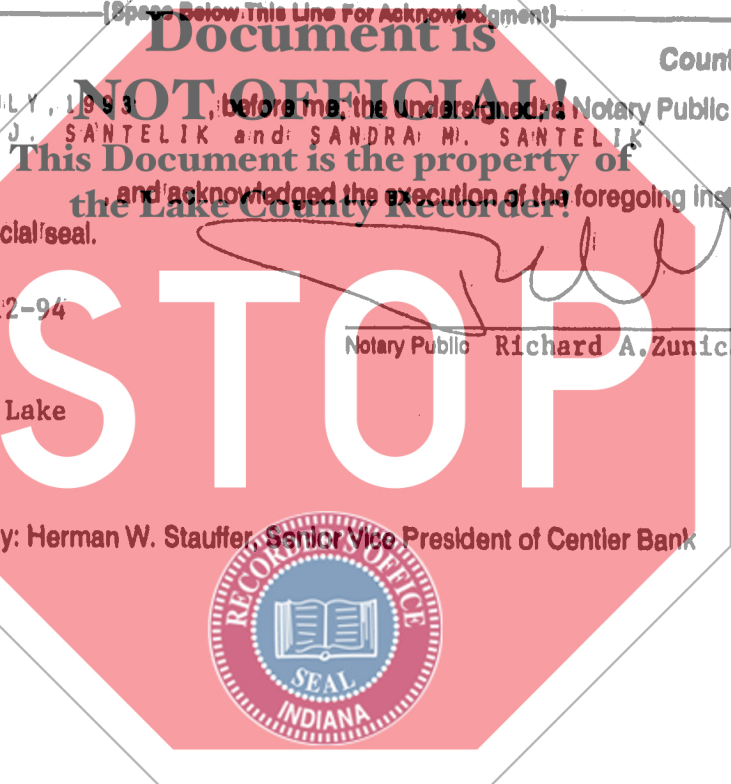 [Space Below This Line For Acknowledgment]
Document is
Count
NOT OFFICIAL!
LY, 1993, before me, the undersigned, a Notary Public
J. SANTELIK and SANDRA M. SANTELIK
This Document is the property of
, and acknowledged the execution of the foregoing inst
the Lake County Recorder!
cial seal.
2-94
Notary Public Richard A. Zunic
Lake
STOP
y: Herman W. Stauffer, Senior Vice President of Centier Bank
RECORDER'S OFFICE
SEAL
INDIANA